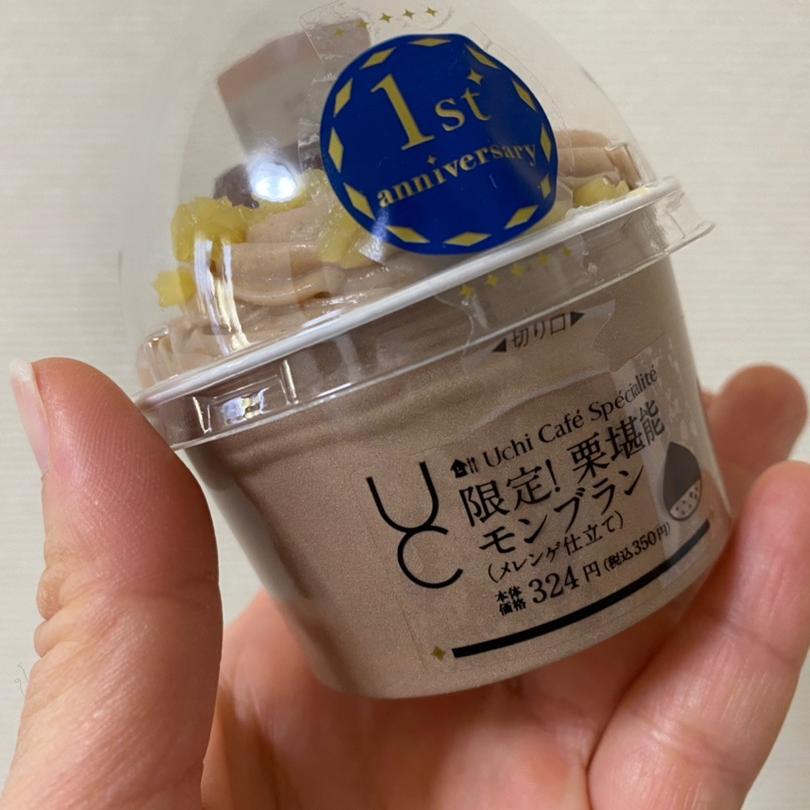 1st
anniversary
◀切り口▶
UC
Uchi Café Spécialité
限定! 栗堪能
モンブラン
(メレンゲ仕立て)
本体価格 324円(税込350円)